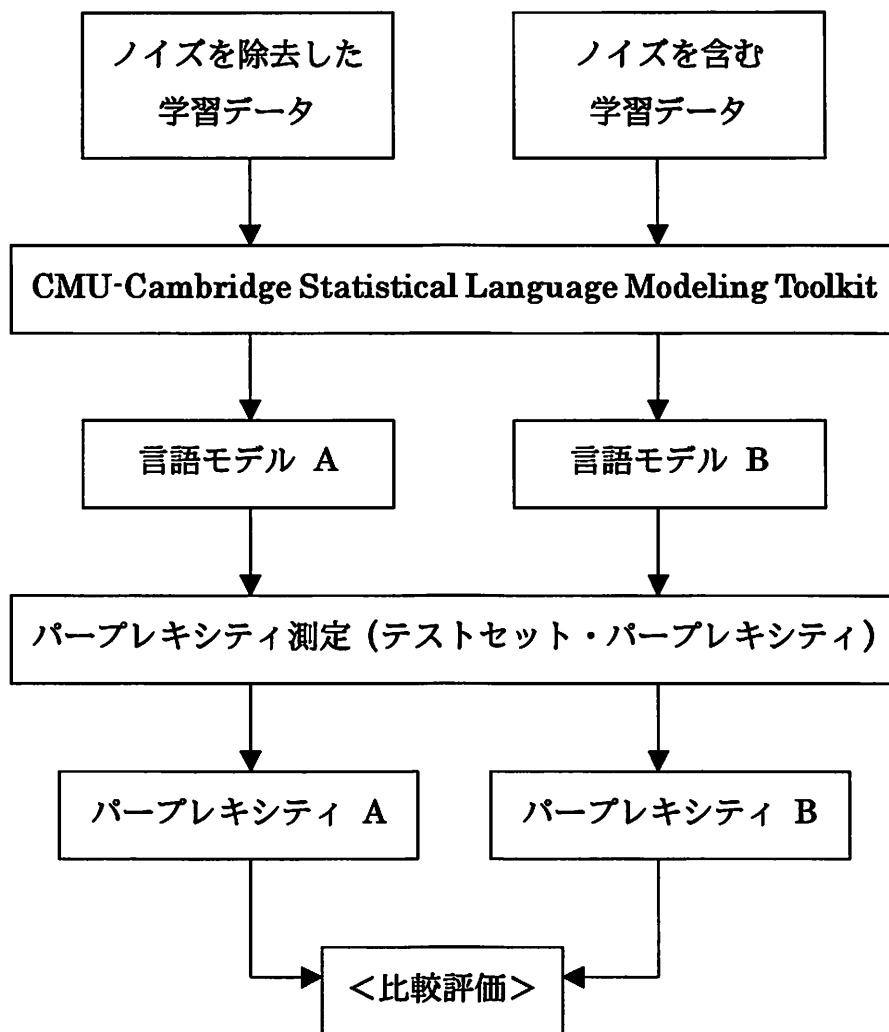 ノイズを除去した
学習データ
ノイズを含む
学習データ
CMU-Cambridge Statistical Language Modeling Toolkit
言語モデル A
言語モデル B
パープレキシティ測定（テストセット・パープレキシティ）
パープレキシティ A
パープレキシティ B
＜比較評価＞